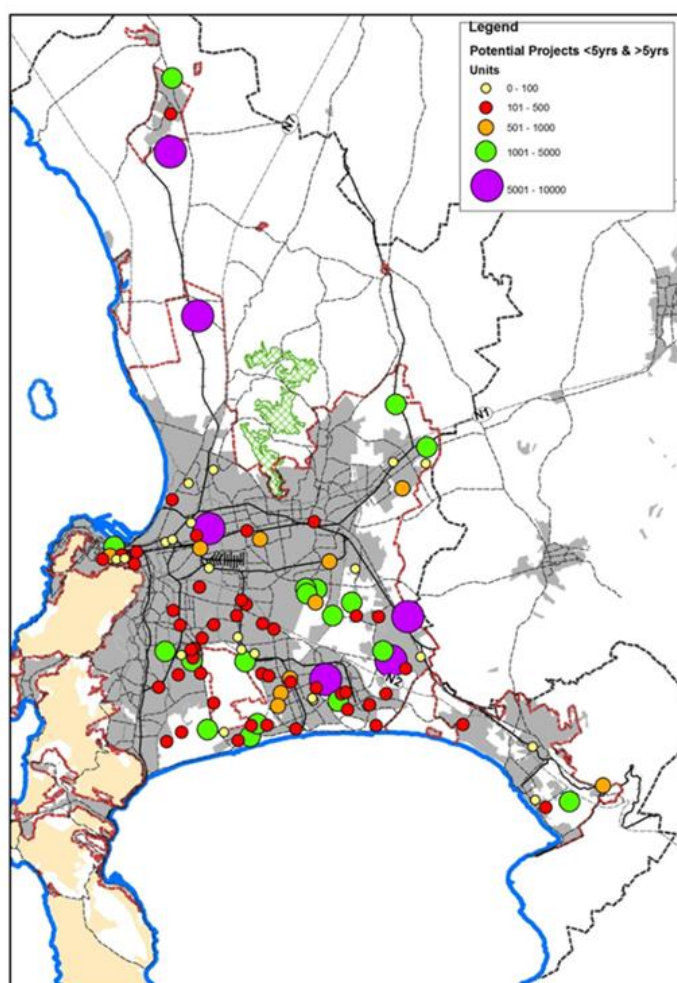 Legend
Potential Projects <5yrs & >5yrs
Units
0 - 100
101 - 500
501 - 1000
1001 - 5000
5001 - 10000
N1
N2